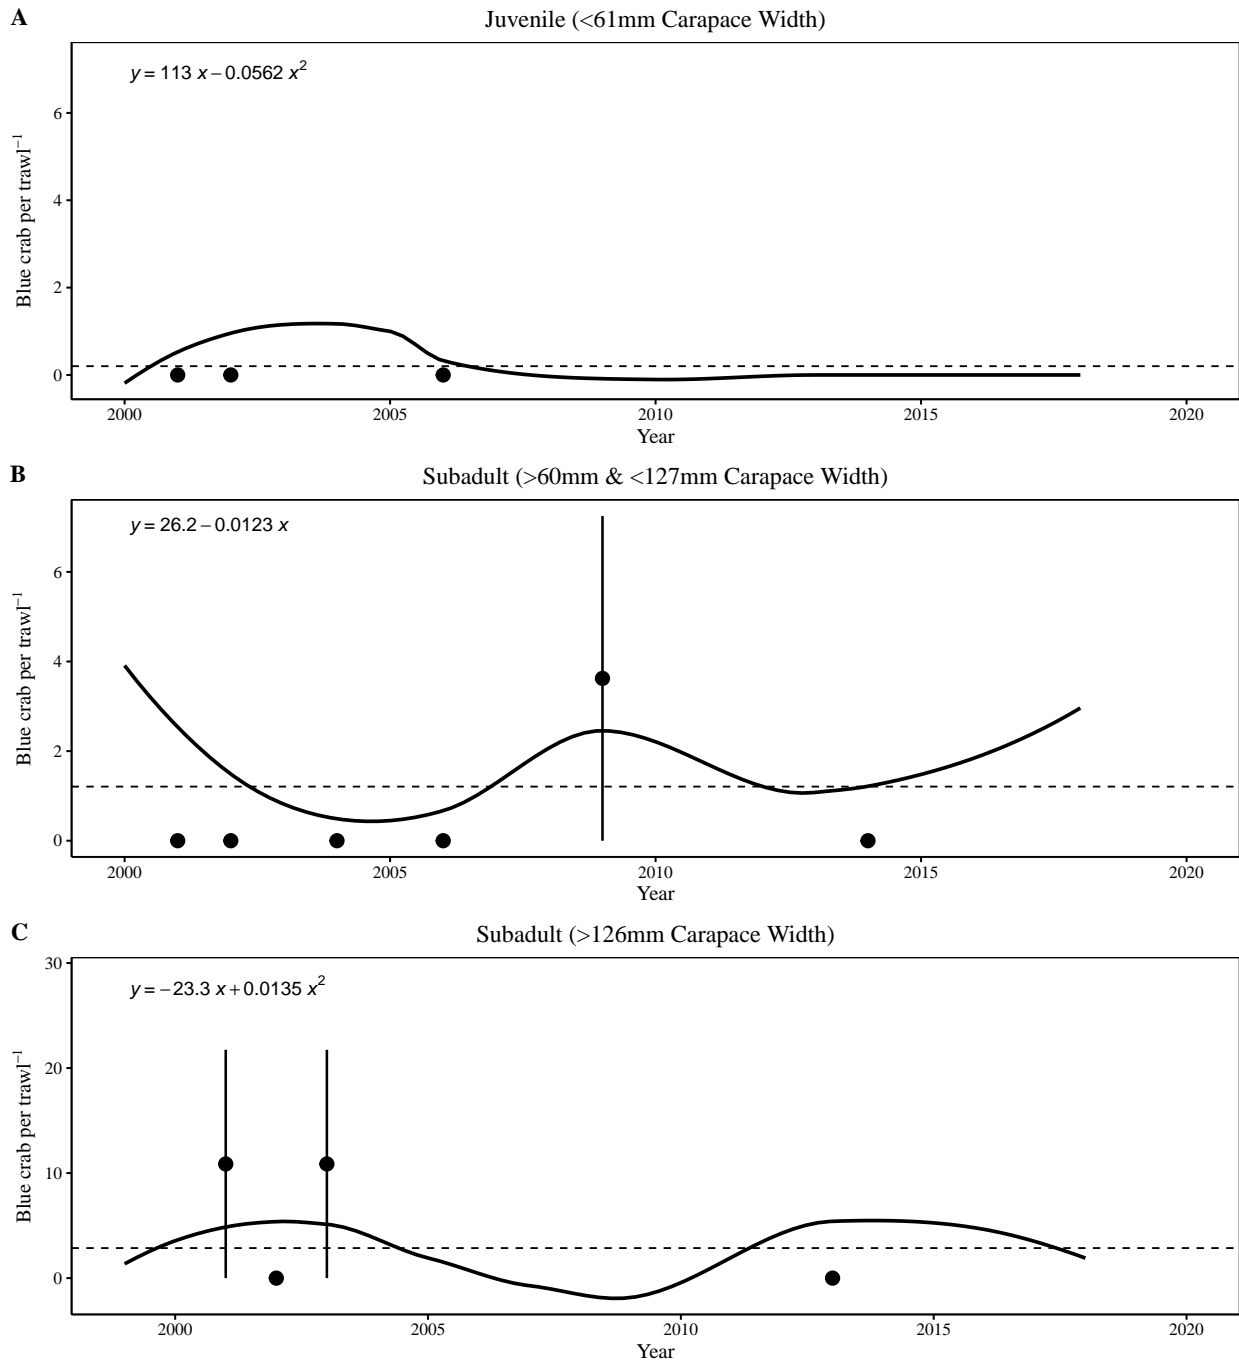 A
Juvenile (<61mm Carapace Width)
y = 113 x − 0.0562 x²
Blue crab per trawl⁻¹
6
4
2
0
2000 2005 2010 2015 2020
Year
B
Subadult (>60mm & <127mm Carapace Width)
y = 26.2 − 0.0123 x
Blue crab per trawl⁻¹
6
4
2
0
2000 2005 2010 2015 2020
Year
C
Subadult (>126mm Carapace Width)
y = −23.3 x + 0.0135 x²
Blue crab per trawl⁻¹
30
20
10
0
2000 2005 2010 2015 2020
Year